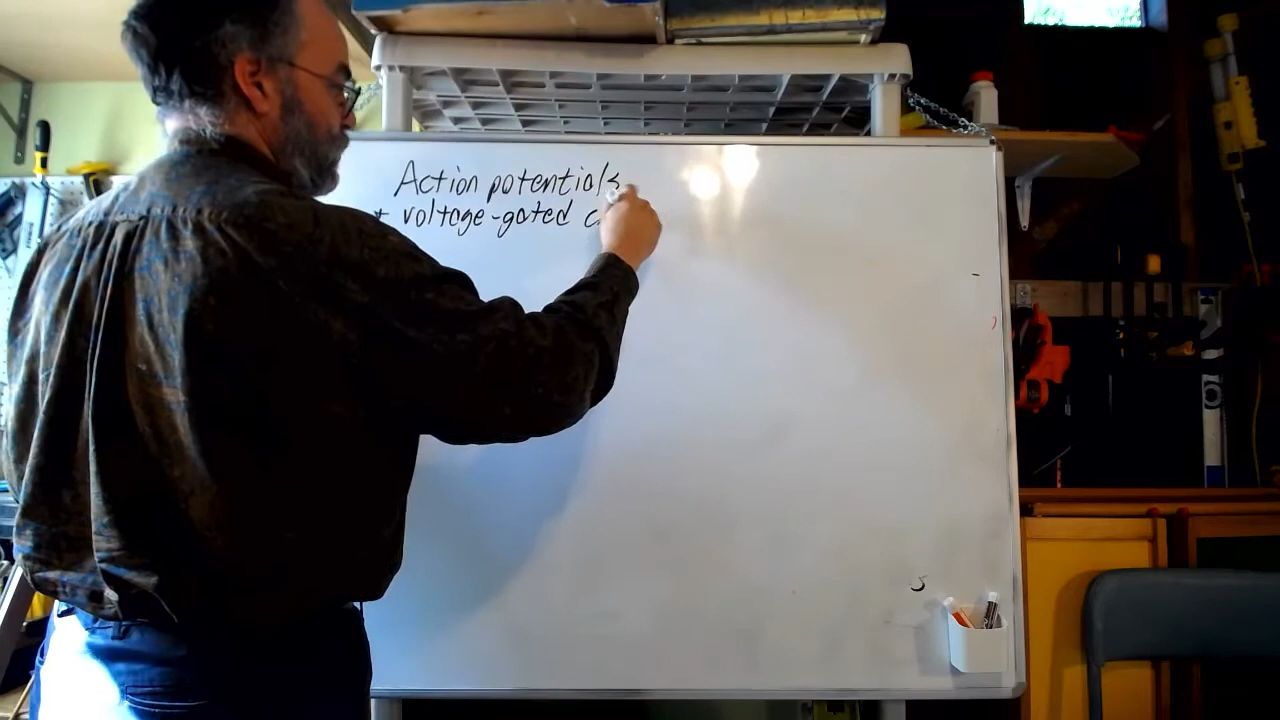 Action potentials
+ voltage-gated c